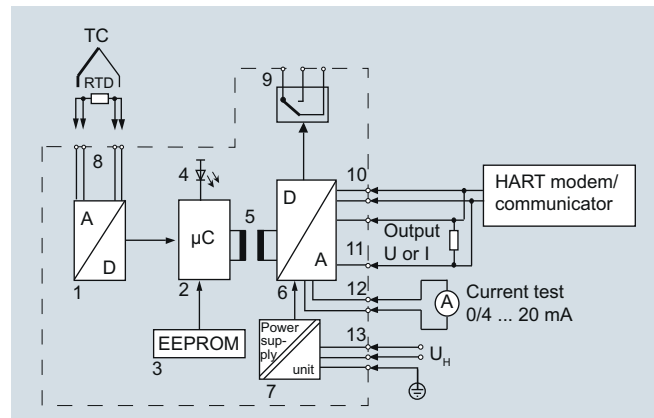 TC
RTD
8
A
D
1
4
µC
2
EEPROM
3
5
9
D
A
6
Power
sup-
ply
unit
7
10
HART modem/
communicator
Output
U or I
11
12
A
Current test
0/4 ... 20 mA
13
UH